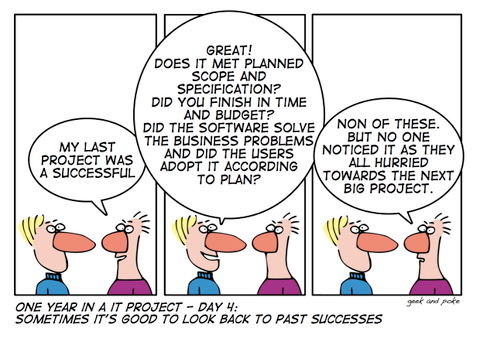 MY LAST
PROJECT WAS
A SUCCESSFUL
GREAT!
DOES IT MET PLANNED
SCOPE AND
SPECIFICATION?
DID YOU FINISH IN TIME
AND BUDGET?
DID THE SOFTWARE SOLVE
THE BUSINESS PROBLEMS
AND DID THE USERS
ADOPT IT ACCORDING
TO PLAN?
NON OF THESE.
BUT NO ONE
NOTICED IT AS THEY
ALL HURRIED
TOWARDS THE NEXT
BIG PROJECT.
geek and poke
ONE YEAR IN A IT PROJECT - DAY 4:
SOMETIMES IT'S GOOD TO LOOK BACK TO PAST SUCCESSES